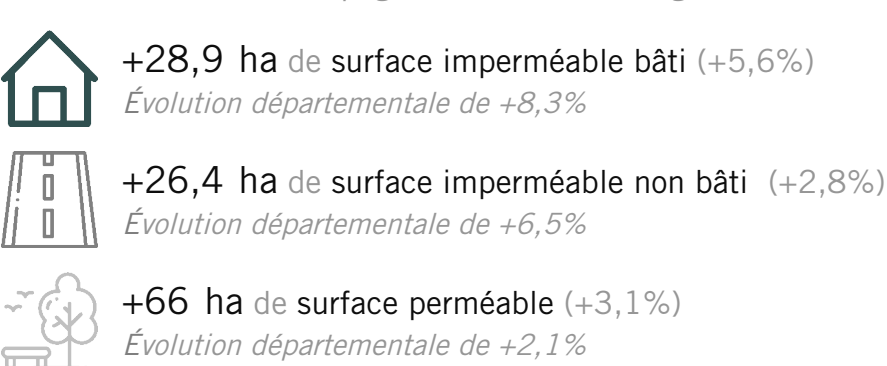 +28,9 ha de surface imperméable bâti (+5,6%)
Évolution départementale de +8,3%
+26,4 ha de surface imperméable non bâti (+2,8%)
Évolution départementale de +6,5%
+66 ha de surface perméable (+3,1%)
Évolution départementale de +2,1%